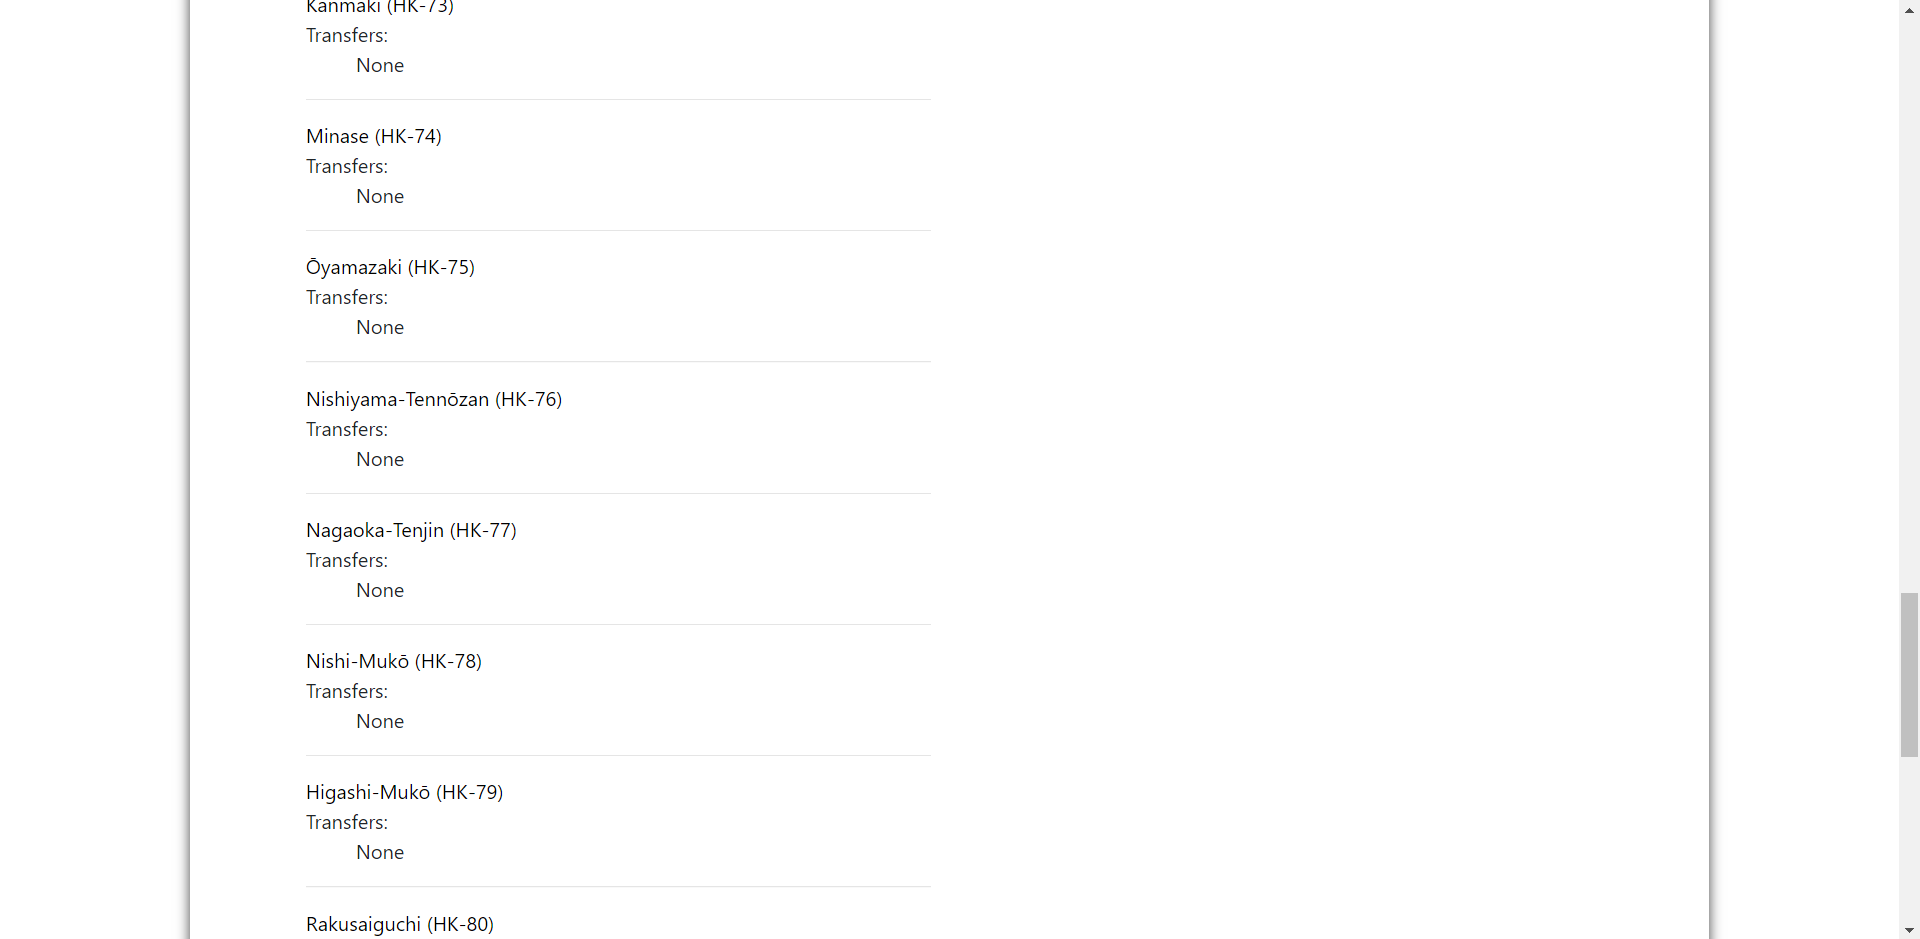 Kanmaki (HK-73)
Transfers:
None
Minase (HK-74)
Transfers:
None
Ōyamazaki (HK-75)
Transfers:
None
Nishiyama-Tennōzan (HK-76)
Transfers:
None
Nagaoka-Tenjin (HK-77)
Transfers:
None
Nishi-Mukō (HK-78)
Transfers:
None
Higashi-Mukō (HK-79)
Transfers:
None
Rakusaiguchi (HK-80)